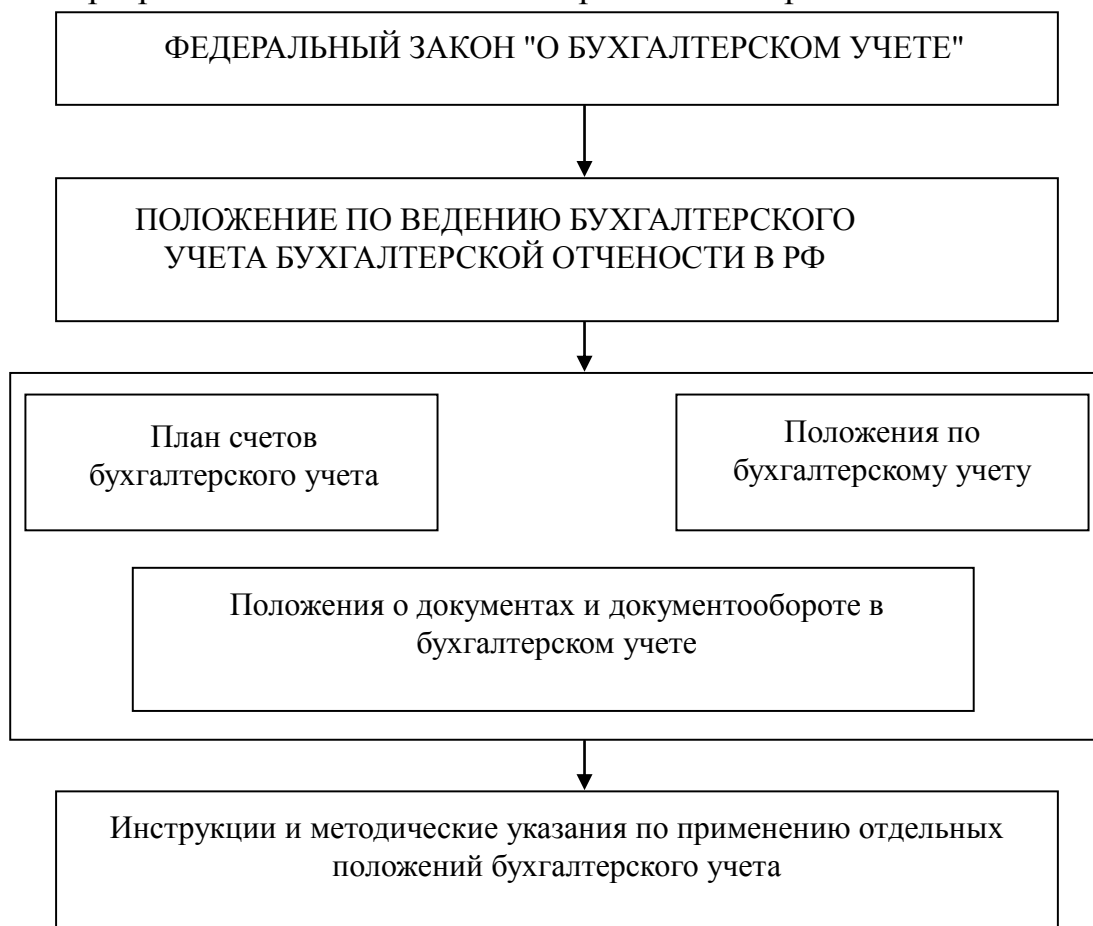 ФЕДЕРАЛЬНЫЙ ЗАКОН "О БУХГАЛТЕРСКОМ УЧЕТЕ"
ПОЛОЖЕНИЕ ПО ВЕДЕНИЮ БУХГАЛТЕРСКОГО
УЧЕТА БУХГАЛТЕРСКОЙ ОТЧЕНОСТИ В РФ
План счетов
бухгалтерского учета
Положения по
бухгалтерскому учету
Положения о документах и документообороте в
бухгалтерском учете
Инструкции и методические указания по применению отдельных
положений бухгалтерского учета